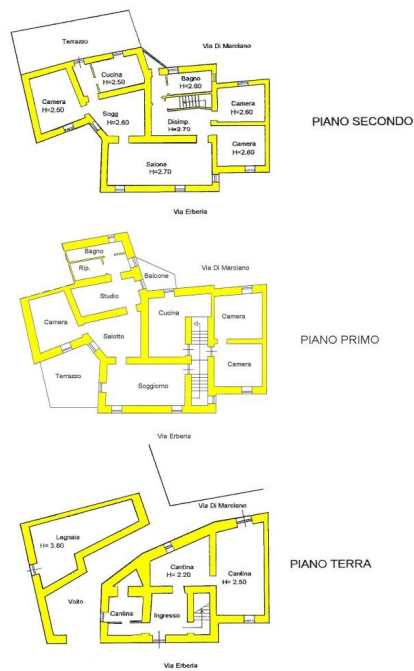 Terrazzo
Via Di Marciano
Cucina
H=2.50
Bagno
H=2.60
Camera
H=2.50
Camera
H=2.60
Sogg
H=2.60
Disimp.
H=2.70
PIANO SECONDO
Camera
H=2.60
Salone
H=2.70
Via Erberia
Bagno
Rip.
Balcone
Via Di Marciano
Studio
Camera
Cucina
Camera
Salotto
PIANO PRIMO
Terrazzo
Camera
Soggiorno
Via Erberia
Via Di Marciano
Legnaia
H= 3.80
Cantina
H= 2.20
Cantina
H= 2.50
PIANO TERRA
Volto
Cantina
Ingresso
Via Erberia